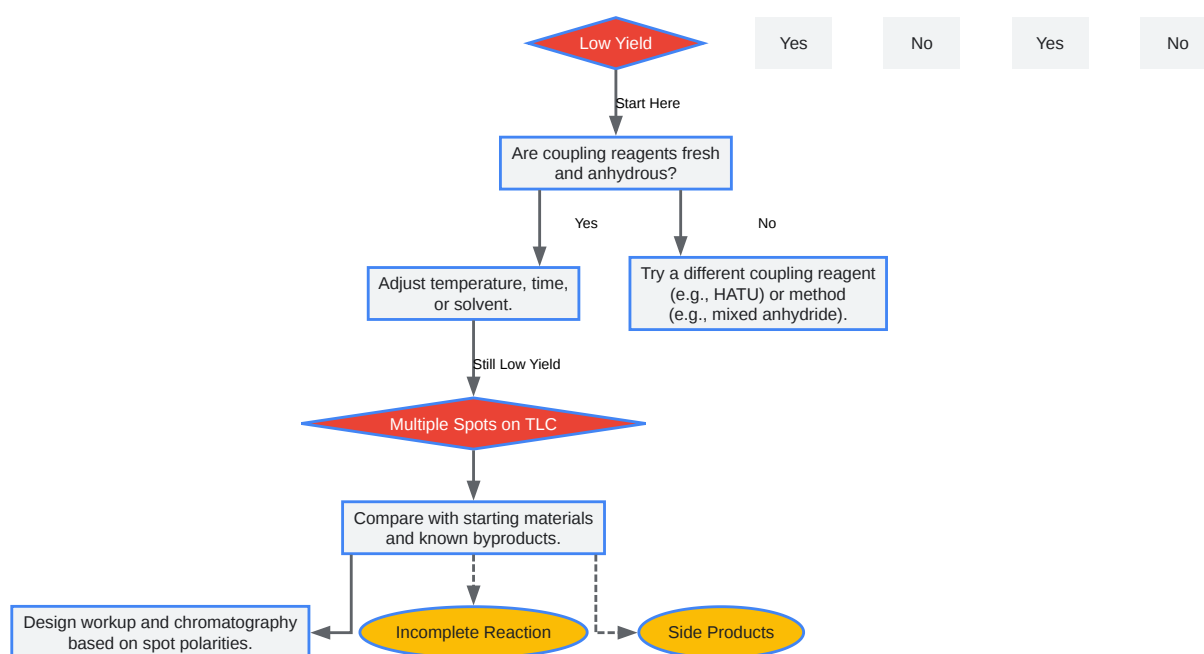 Low Yield
Yes
No
Yes
No
Start Here
Are coupling reagents fresh
and anhydrous?
Yes
No
Adjust temperature, time,
or solvent.
Try a different coupling reagent
(e.g., HATU) or method
(e.g., mixed anhydride).
Still Low Yield
Multiple Spots on TLC
Compare with starting materials
and known byproducts.
Design workup and chromatography
based on spot polarities.
Incomplete Reaction
Side Products